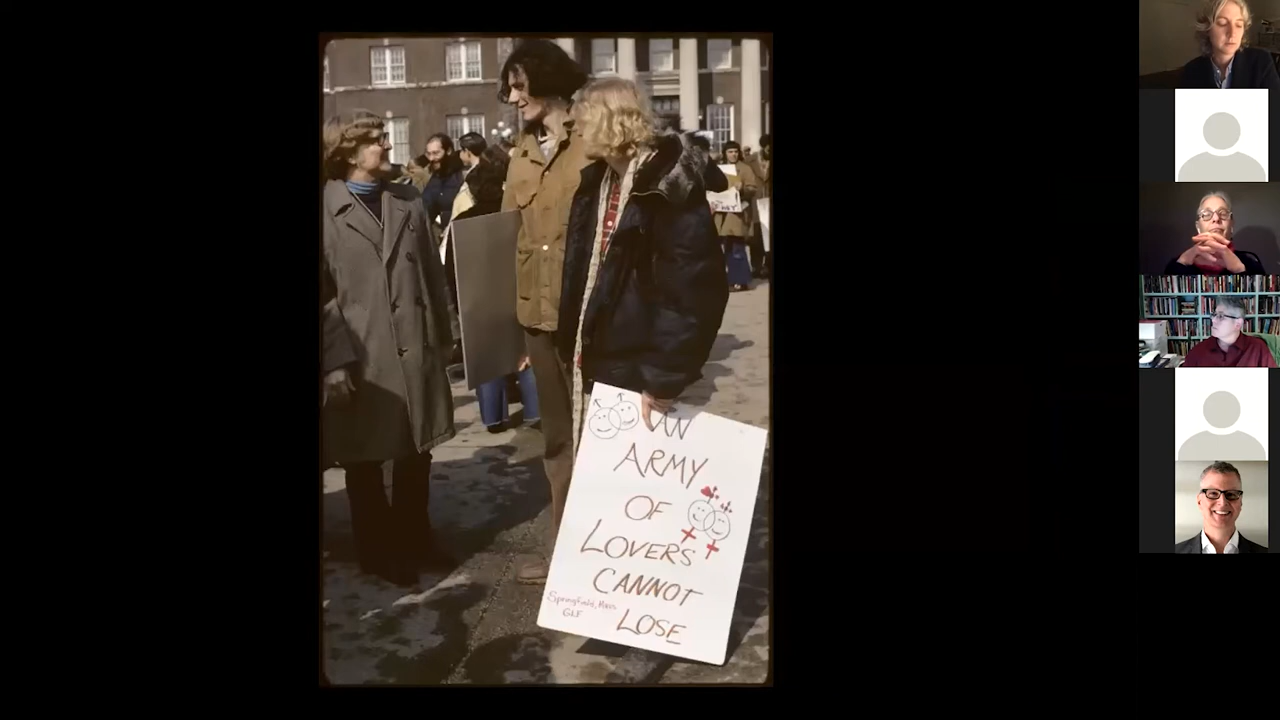 AN
ARMY
OF
LOVERS
CANNOT
LOSE
Springfield, Mass
GLF